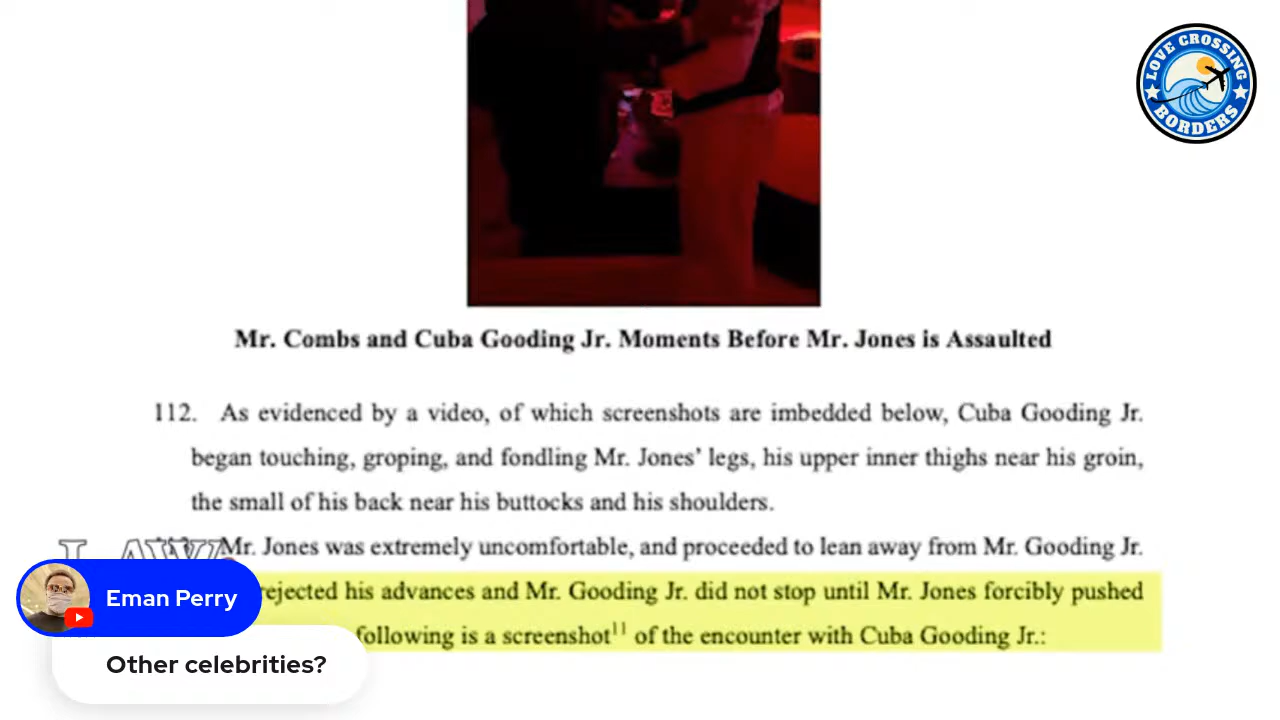 LOVE CROSSING
BORDERS
Mr. Combs and Cuba Gooding Jr. Moments Before Mr. Jones is Assaulted
112. As evidenced by a video, of which screenshots are imbedded below, Cuba Gooding Jr.
began touching, groping, and fondling Mr. Jones' legs, his upper inner thighs near his groin,
the small of his back near his buttocks and his shoulders.
LAW Mr. Jones was extremely uncomfortable, and proceeded to lean away from Mr. Gooding Jr.
rejected his advances and Mr. Gooding Jr. did not stop until Mr. Jones forcibly pushed
following is a screenshot11 of the encounter with Cuba Gooding Jr.:
Eman Perry
Other celebrities?